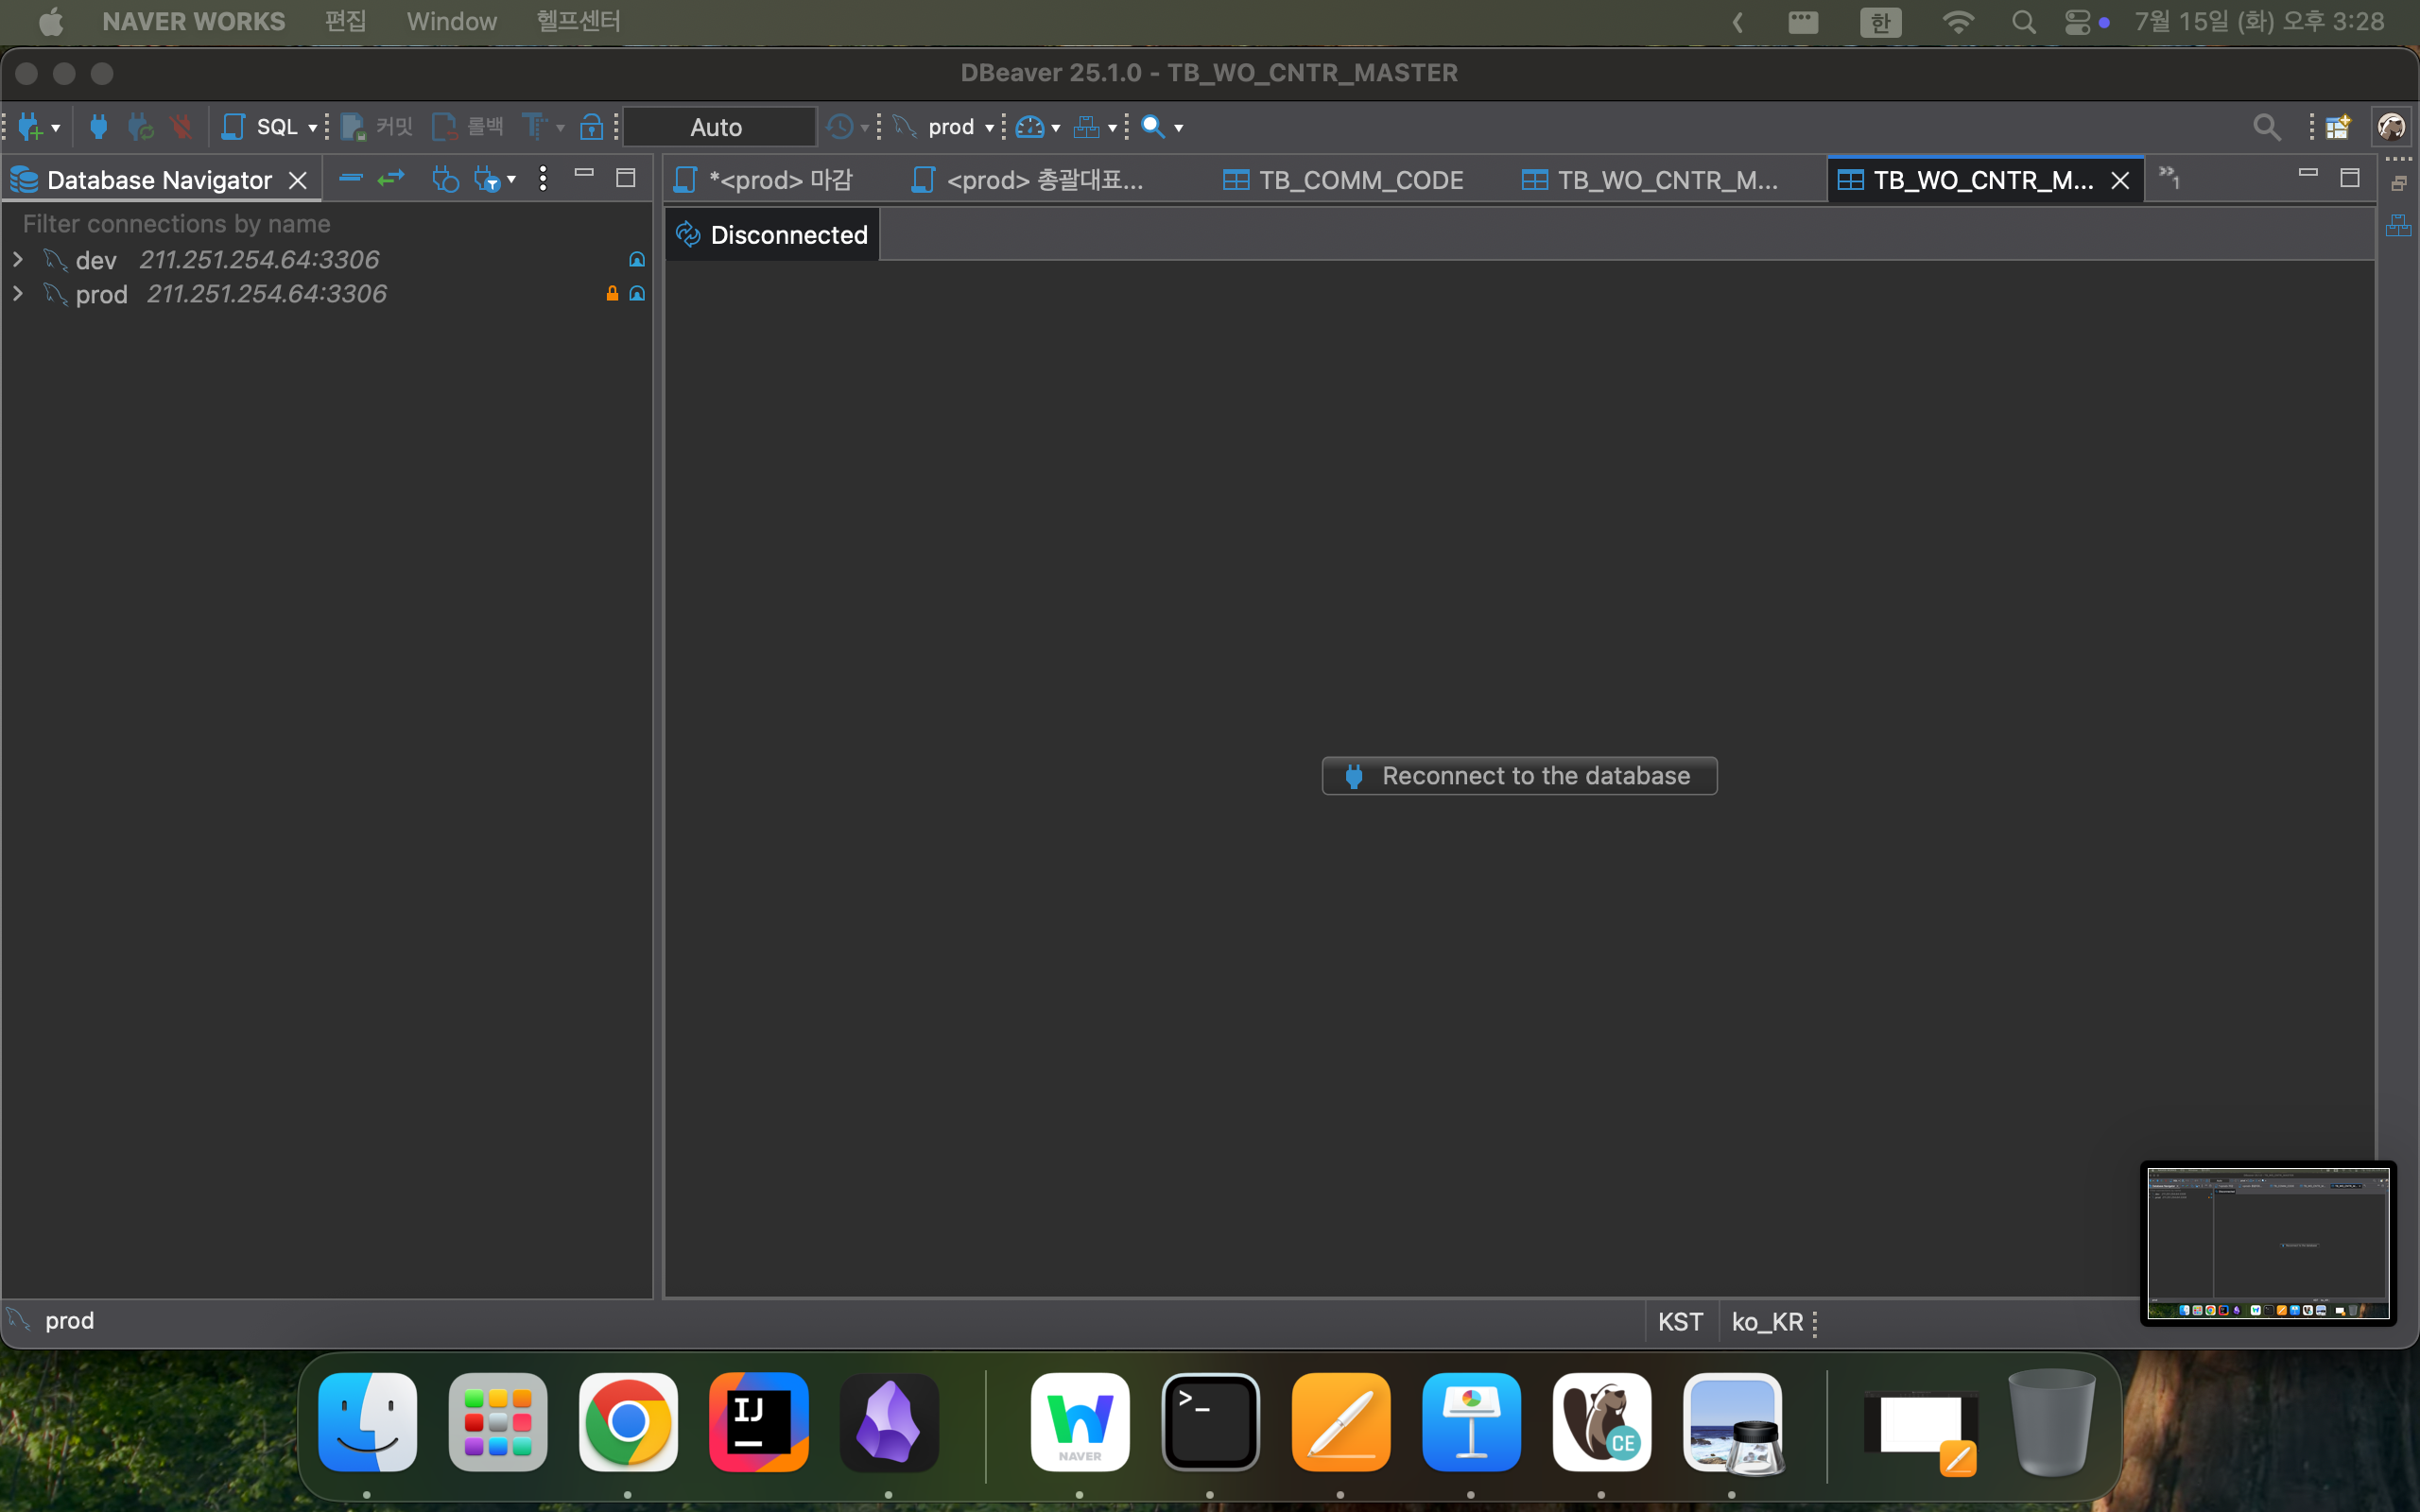 NAVER WORKS 편집 Window 헬프센터 한 7월 15일 (화) 오후 3:28
DBeaver 25.1.0 - TB_WO_CNTR_MASTER
SQL 커밋 롤백 Auto prod
Database Navigator
*<prod> 마감 <prod> 총괄대표... TB_COMM_CODE TB_WO_CNTR_M... TB_WO_CNTR_M... »1
Filter connections by name
Disconnected
dev 211.251.254.64:3306
prod 211.251.254.64:3306
Reconnect to the database
prod KST ko_KR
IJ
NAVER
>_
CE